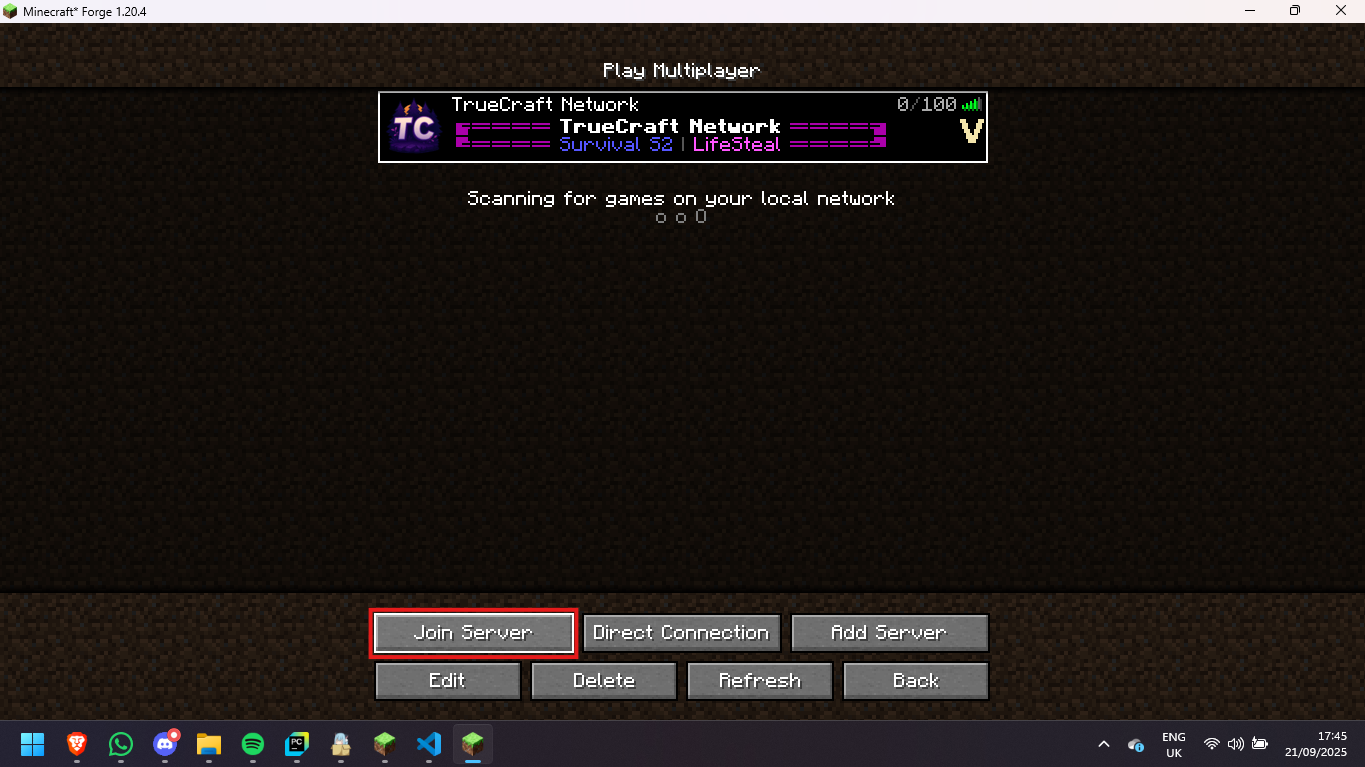 Minecraft* Forge 1.20.4
Play Multiplayer
TC
TrueCraft Network 0/100
===== TrueCraft Network =====
===== Survival S2 | LifeSteal =====
V
Scanning for games on your local network
o o O
Join Server Direct Connection Add Server
Edit Delete Refresh Back
PC
ENG
UK
17:45
21/09/2025